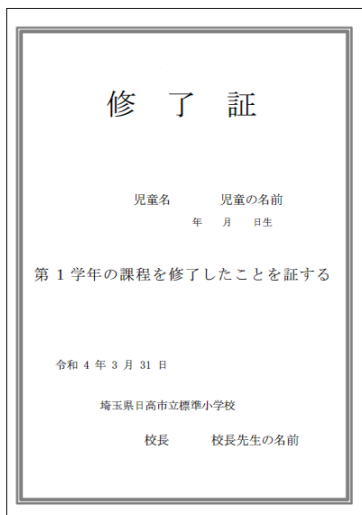 修 了 証
児童名 児童の名前
年 月 日生
第 1 学年の課程を修了したことを証する
令和 4 年 3 月 31 日
埼玉県日高市立標準小学校
校長 校長先生の名前